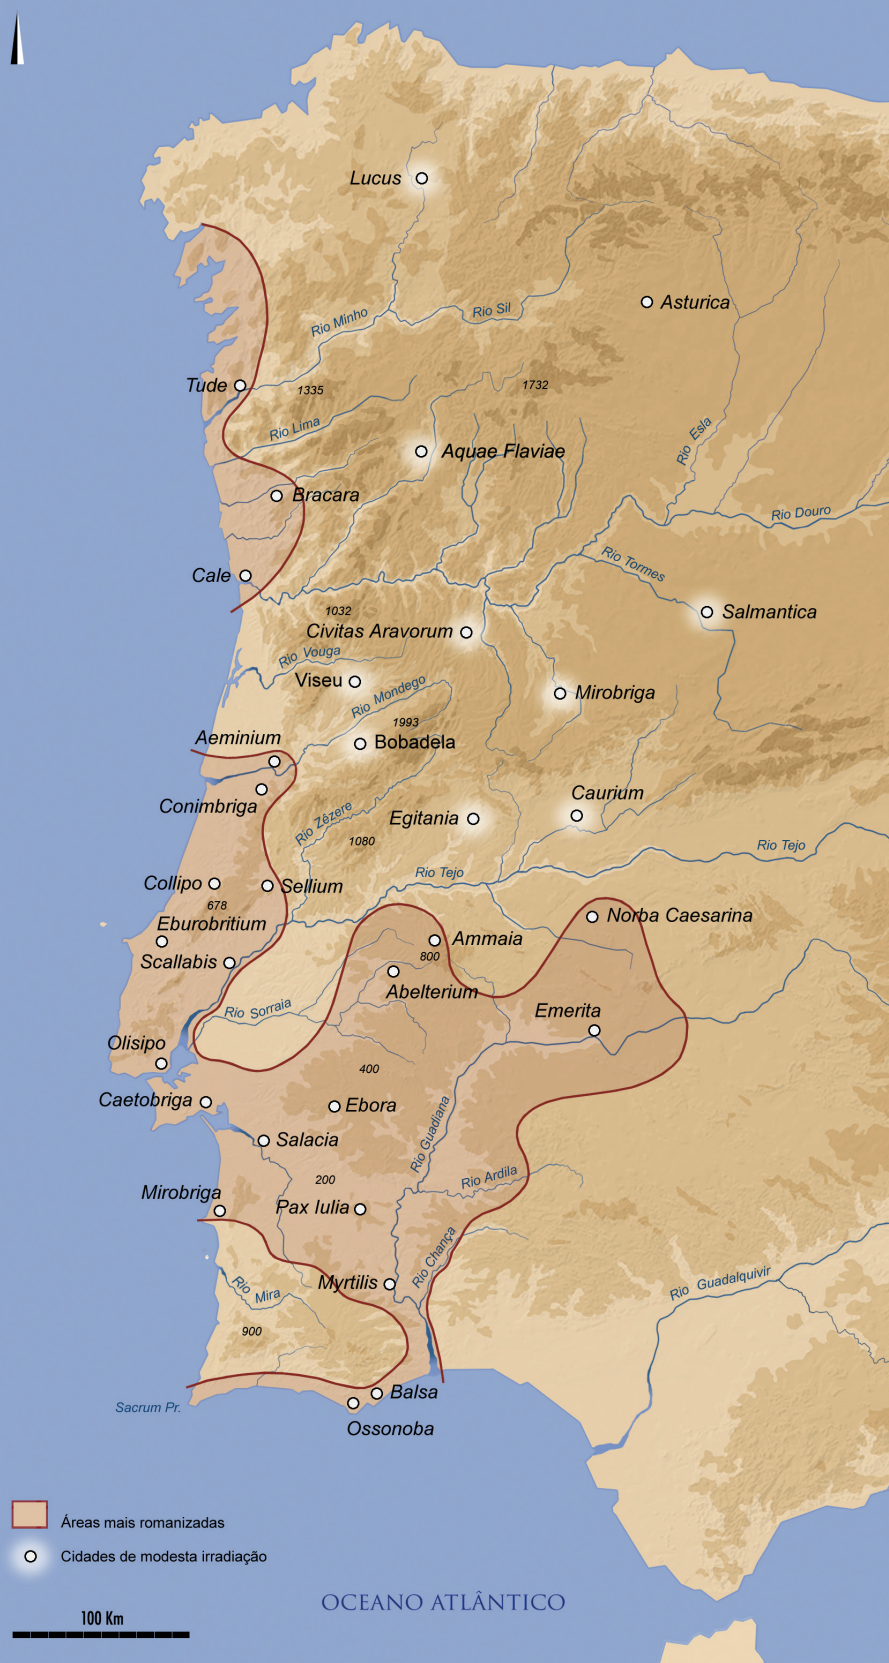 Lucus
Asturica
Rio Sil
Rio Minho
Tude
1335
1732
Rio Lima
Rio Esla
Aquae Flaviae
Bracara
Rio Douro
Rio Tormes
Cale
1032
Salmantica
Civitas Aravorum
Rio Vouga
Viseu
Rio Mondego
Mirobriga
1993
Aeminium
Bobadela
Caurium
Conimbriga
Egitania
Rio Zêzere
1080
Rio Tejo
Rio Tejo
Collipo
Sellium
678
Eburobritium
Norba Caesarina
Ammaia
800
Scallabis
Abelterium
Rio Sorraia
Emerita
Olisipo
400
Caetobriga
Ebora
Rio Guadiana
Salacia
200
Rio Ardila
Mirobriga
Pax Iulia
Rio Chança
Myrtilis
Rio Mira
Rio Guadalquivir
900
Balsa
Sacrum Pr.
Ossonoba
Áreas mais romanizadas
Cidades de modesta irradiação
OCEANO ATLÂNTICO
100 Km